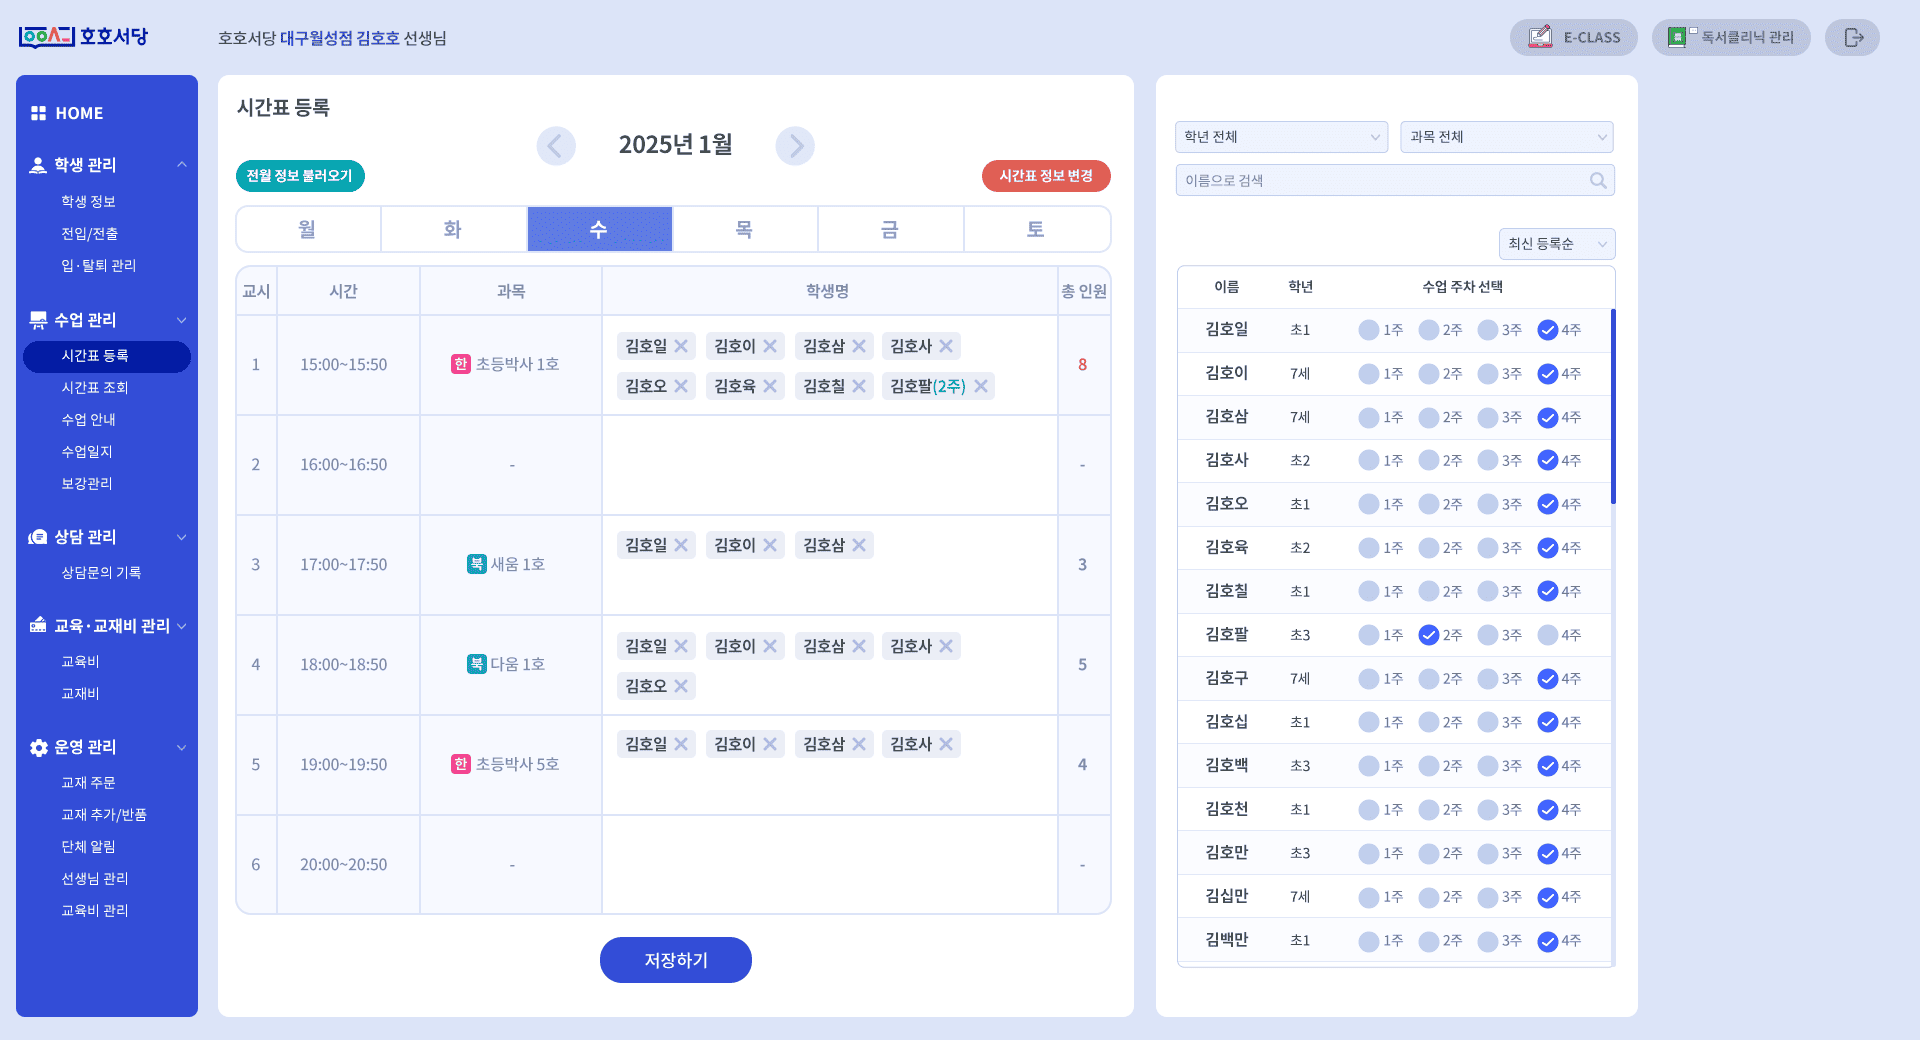 호호서당
호호서당 대구월성점 김호호 선생님
E-CLASS
독서클리닉 관리
HOME
학생 관리
학생 정보
전입/전출
입·탈퇴 관리
수업 관리
시간표 등록
시간표 조회
수업 안내
수업일지
보강관리
상담 관리
상담문의 기록
교육·교재비 관리
교육비
교재비
운영 관리
교재 주문
교재 추가/반품
단체 알림
선생님 관리
교육비 관리
시간표 등록
2025년 1월
전월 정보 불러오기
시간표 정보 변경
월 화 수 목 금 토
교시 시간 과목 학생명 총 인원
1 15:00~15:50 한 초등박사 1호 김호일 김호이 김호삼 김호사 8
김호오 김호육 김호칠 김호팔(2주)
2 16:00~16:50 - -
3 17:00~17:50 북 새움 1호 김호일 김호이 김호삼 3
4 18:00~18:50 북 다움 1호 김호일 김호이 김호삼 김호사 5
김호오
5 19:00~19:50 한 초등박사 5호 김호일 김호이 김호삼 김호사 4
6 20:00~20:50 - -
저장하기
학년 전체 과목 전체
이름으로 검색
최신 등록순
이름 학년 수업 주차 선택
김호일 초1 1주 2주 3주 4주
김호이 7세 1주 2주 3주 4주
김호삼 7세 1주 2주 3주 4주
김호사 초2 1주 2주 3주 4주
김호오 초1 1주 2주 3주 4주
김호육 초2 1주 2주 3주 4주
김호칠 초1 1주 2주 3주 4주
김호팔 초3 1주 2주 3주 4주
김호구 7세 1주 2주 3주 4주
김호십 초1 1주 2주 3주 4주
김호백 초3 1주 2주 3주 4주
김호천 초1 1주 2주 3주 4주
김호만 초3 1주 2주 3주 4주
김십만 7세 1주 2주 3주 4주
김백만 초1 1주 2주 3주 4주